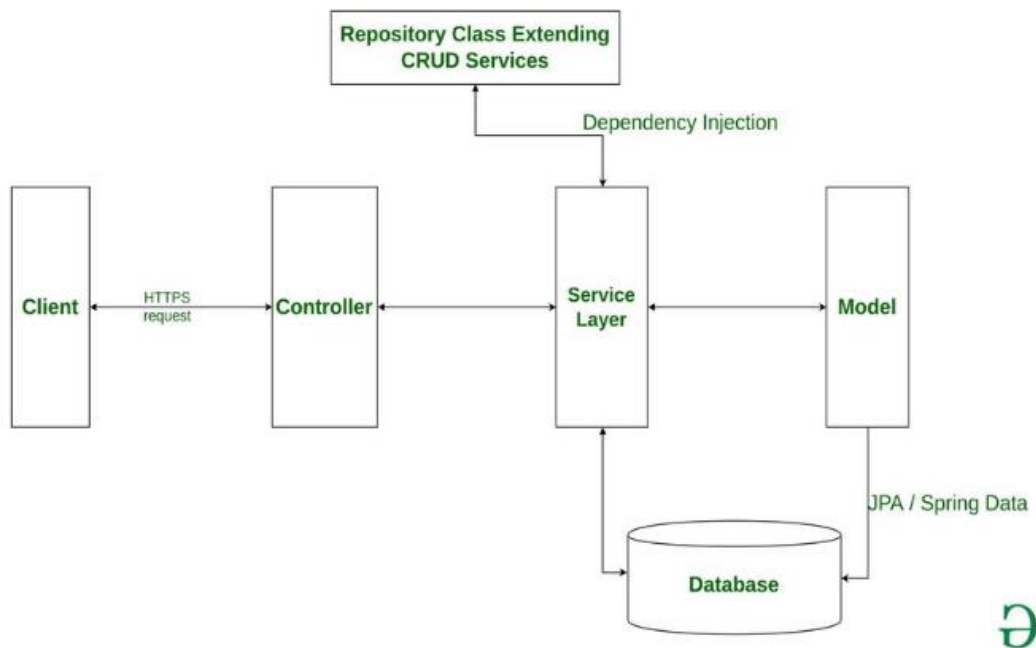 Repository Class Extending
CRUD Services
Dependency Injection
Client
HTTPS
request
Controller
Service
Layer
Model
JPA / Spring Data
Database